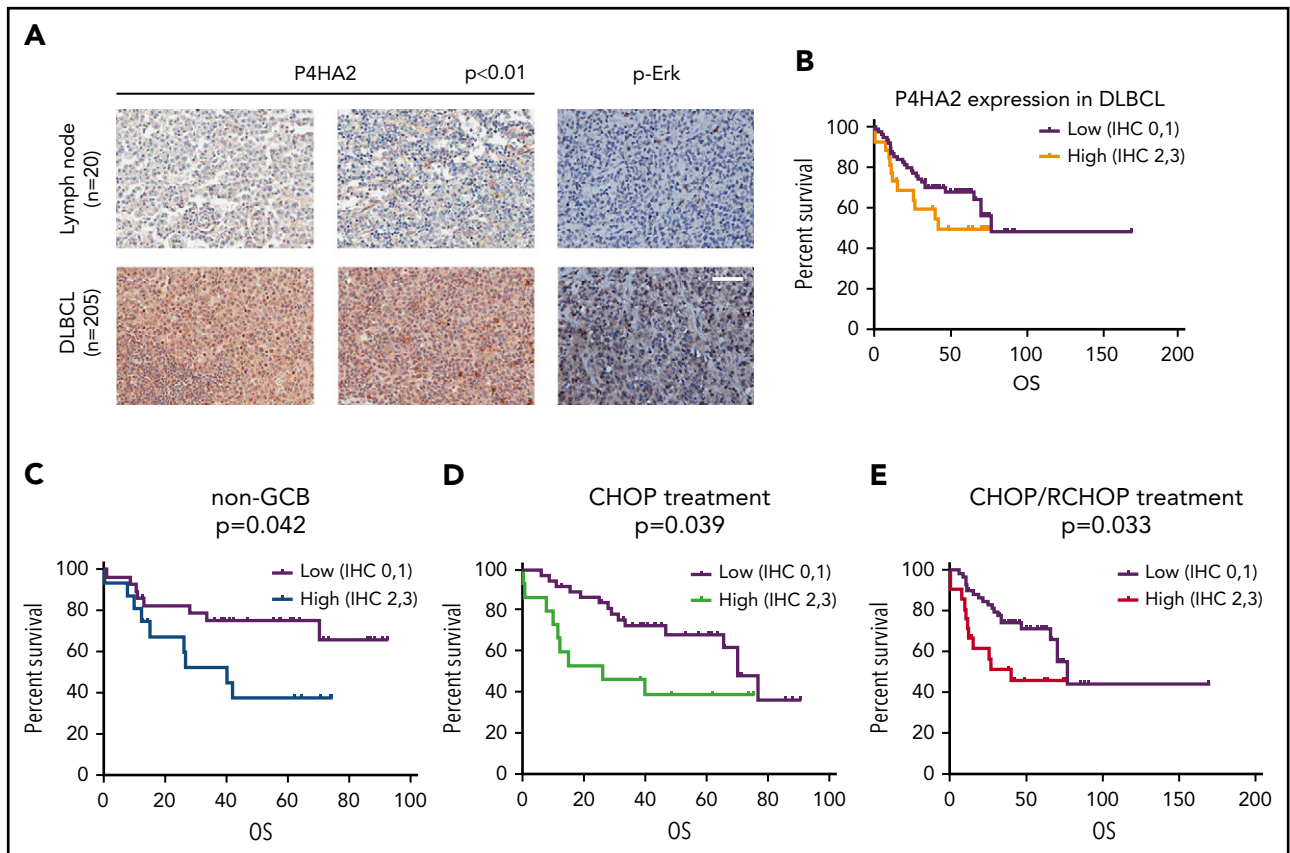 A
P4HA2
p<0.01
p-Erk
Lymph node
(n=20)
DLBCL
(n=205)
B
P4HA2 expression in DLBCL
Low (IHC 0,1)
High (IHC 2,3)
Percent survival
100
80
60
40
20
0
0 50 100 150 200
OS
C
non-GCB
p=0.042
Low (IHC 0,1)
High (IHC 2,3)
Percent survival
100
80
60
40
20
0
0 20 40 60 80 100
OS
D
CHOP treatment
p=0.039
Low (IHC 0,1)
High (IHC 2,3)
Percent survival
100
80
60
40
20
0
0 20 40 60 80 100
OS
E
CHOP/RCHOP treatment
p=0.033
Low (IHC 0,1)
High (IHC 2,3)
Percent survival
100
80
60
40
20
0
0 50 100 150 200
OS